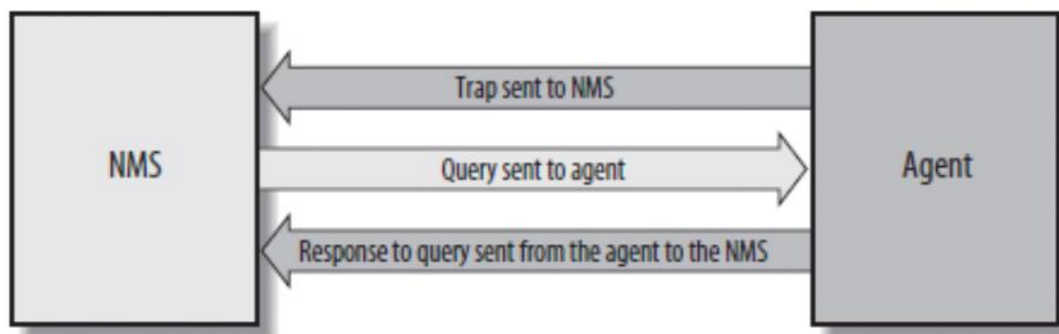 Trap sent to NMS
NMS
Query sent to agent
Agent
Response to query sent from the agent to the NMS